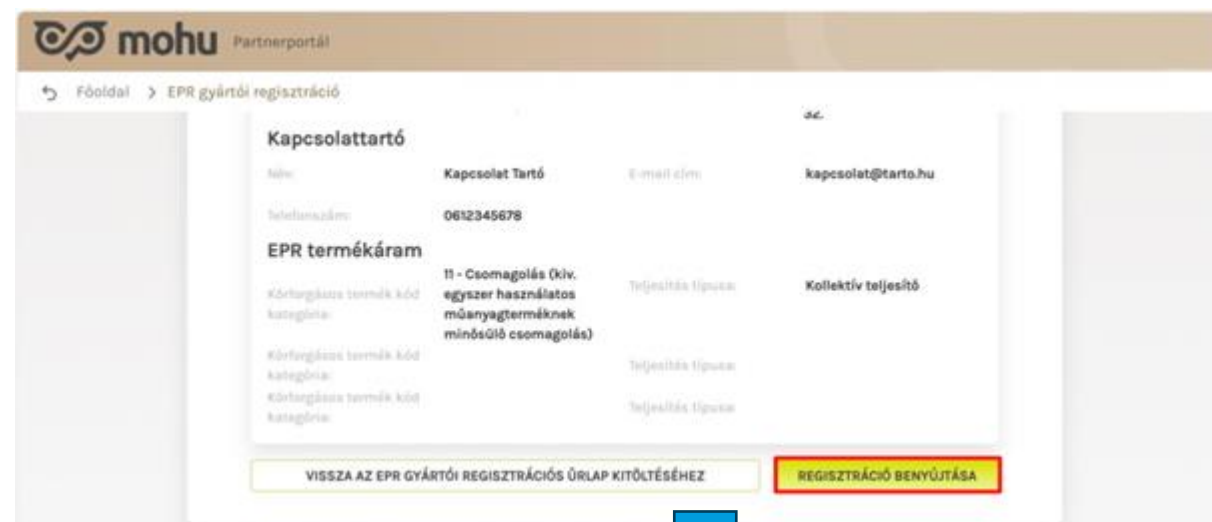 mohu Partnerportál
Főoldal > EPR gyártói regisztráció
32.
Kapcsolattartó
Név: Kapcsolat Tartó E-mail cím: kapcsolat@tarto.hu
Telefonszám: 0612345678
EPR termékáram
Körforgásos termék kód kategória: 11 - Csomagolás (kiv. egyszer használatos műanyagterméknek minősülő csomagolás) Teljesítés típusa: Kollektív teljesítő
Körforgásos termék kód kategória: Teljesítés típusa:
Körforgásos termék kód kategória: Teljesítés típusa:
VISSZA AZ EPR GYÁRTÓI REGISZTRÁCIÓS ŰRLAP KITÖLTÉSÉHEZ REGISZTRÁCIÓ BENYÚJTÁSA